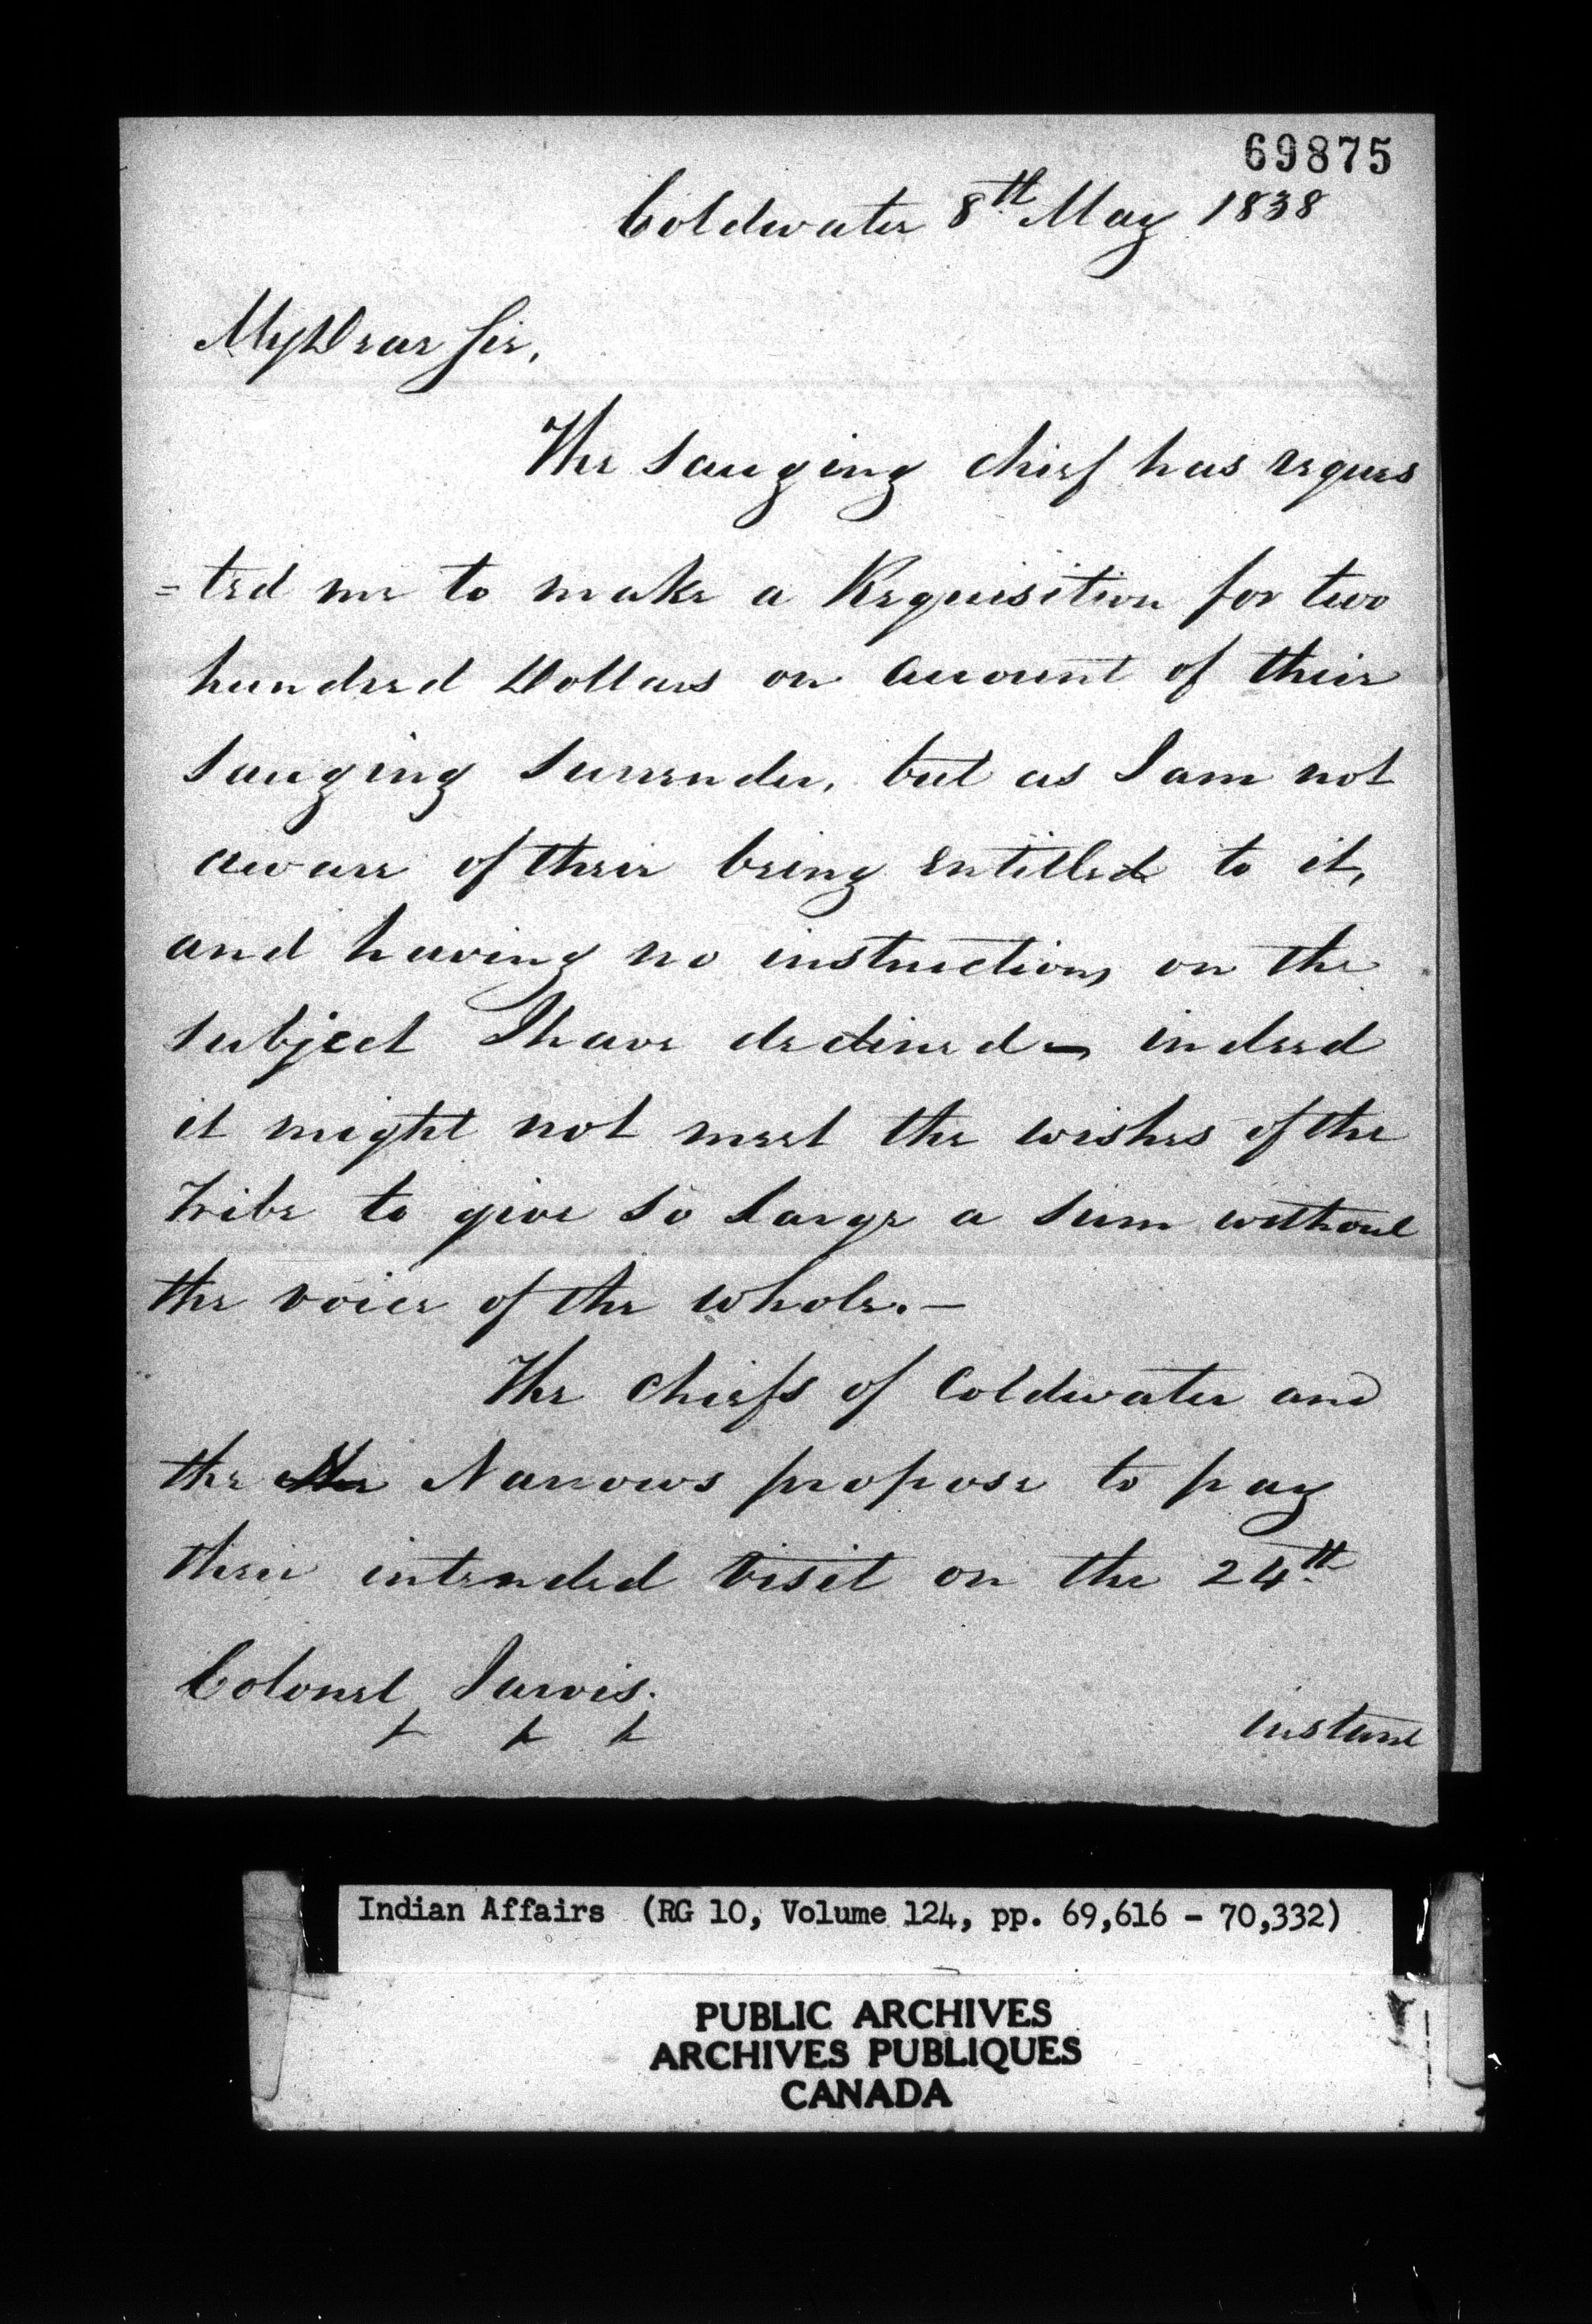 69875
Coldwater 8th May 1838
My Dear Sir,
The Sauging chief has reques
=ted me to make a Requisition for two
hundred Dollars on account of their
Sauging Surrender, but as I am not
aware of their being entitled to it,
and having no instructions on the
subject I have declined – indeed
it might not meet the wishes of the
Tribe to give so large a sum without
the voice of the whole. –
The Chiefs of Coldwater and
the the Narrows propose to pay
their intended visit on the 24th
Colonel Jarvis.
instant
Indian Affairs (RG 10, Volume 124, pp. 69,616 - 70,332)
PUBLIC ARCHIVES
ARCHIVES PUBLIQUES
CANADA